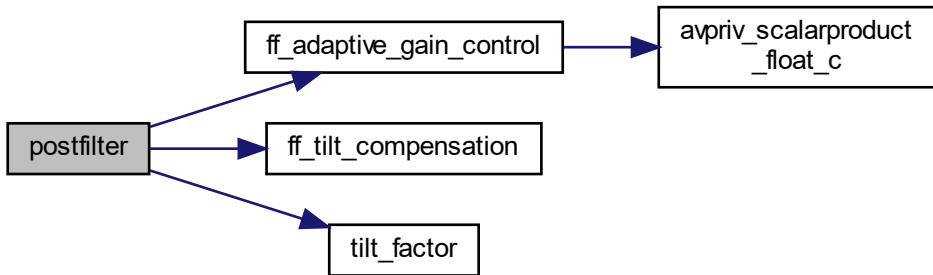 postfilter
ff_adaptive_gain_control
avpriv_scalarproduct
_float_c
ff_tilt_compensation
tilt_factor